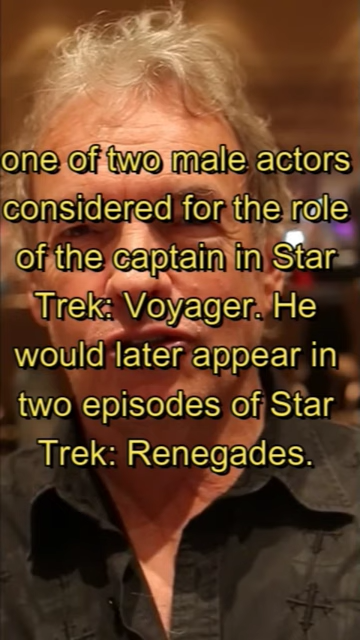 one of two male actors
considered for the role
of the captain in Star
Trek: Voyager. He
would later appear in
two episodes of Star
Trek: Renegades.